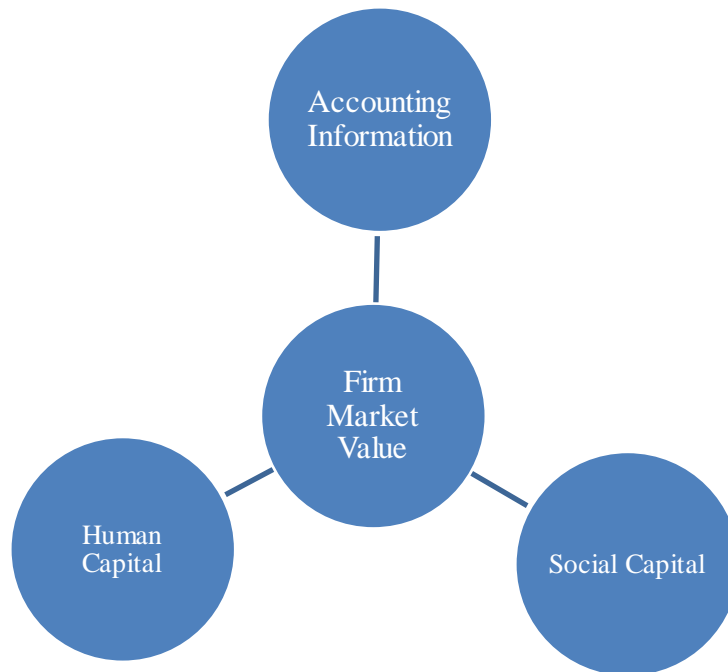 Accounting
Information
Firm
Market
Value
Human
Capital
Social Capital